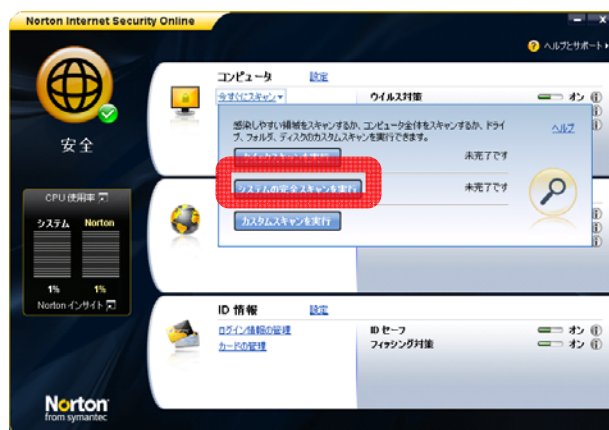 Norton Internet Security Online
ヘルプとサポート
安全
コンピュータ 設定
今すぐにスキャン
ウイルス対策 オン
感染しやすい領域をスキャンするか、コンピュータ全体をスキャンするか、ドライ
ブ、フォルダ、ディスクのカスタムスキャンを実行できます。
ヘルプ
未完了です
システムの完全スキャンを実行 未完了です
カスタムスキャンを実行
CPU 使用率
システム Norton
1% 1%
Norton インサイト
ID 情報 設定
ログイン情報の管理
カードの管理
ID セーフ オン
フィッシング対策 オン
Norton
from symantec